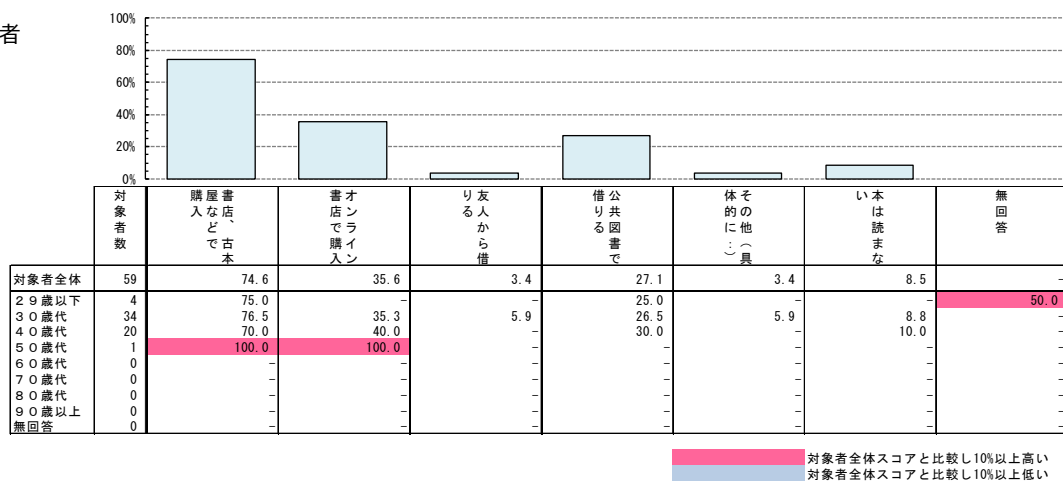 者
100%
80%
60%
40%
20%
0%
対象者数 書店、古本屋などで購入 オンライン書店で購入 友人から借りる 公共図書で借りる その他（具体的に：） 本は読まない 無回答
対象者全体 59 74.6 35.6 3.4 27.1 3.4 8.5 -
２９歳以下 4 75.0 - - 25.0 - - 50.0
３０歳代 34 76.5 35.3 5.9 26.5 5.9 8.8 -
４０歳代 20 70.0 40.0 - 30.0 - 10.0 -
５０歳代 1 100.0 100.0 - - - - -
６０歳代 0 - - - - - - -
７０歳代 0 - - - - - - -
８０歳代 0 - - - - - - -
９０歳以上 0 - - - - - - -
無回答 0 - - - - - - -
対象者全体スコアと比較し10%以上高い
対象者全体スコアと比較し10%以上低い